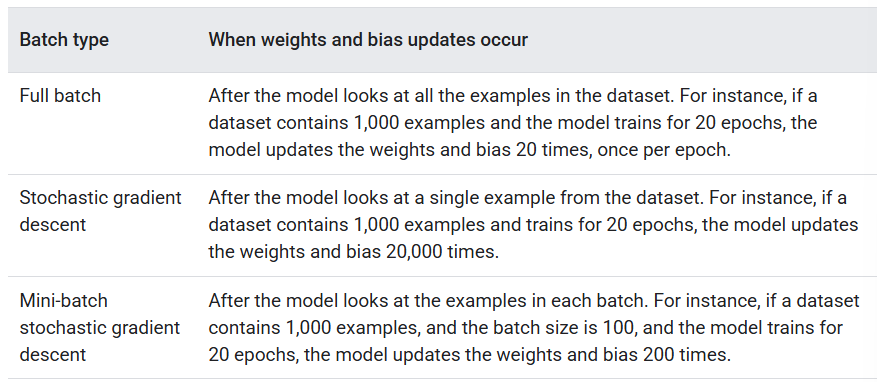 Batch type When weights and bias updates occur
Full batch After the model looks at all the examples in the dataset. For instance, if a
dataset contains 1,000 examples and the model trains for 20 epochs, the
model updates the weights and bias 20 times, once per epoch.
Stochastic gradient After the model looks at a single example from the dataset. For instance, if a
descent dataset contains 1,000 examples and trains for 20 epochs, the model updates
the weights and bias 20,000 times.
Mini-batch After the model looks at the examples in each batch. For instance, if a dataset
stochastic gradient contains 1,000 examples, and the batch size is 100, and the model trains for
descent 20 epochs, the model updates the weights and bias 200 times.